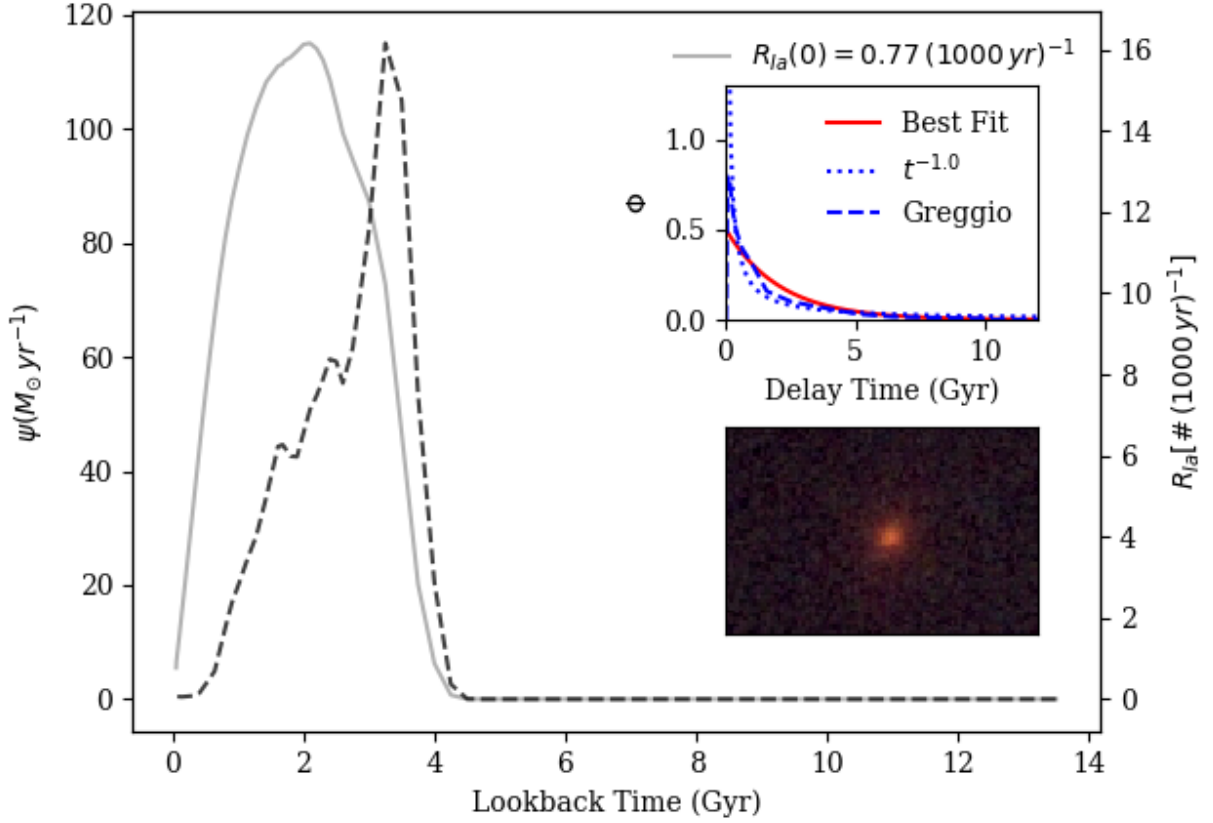 120
100
80
60
40
20
0
ψ(M⊙ yr⁻¹)
0 2 4 6 8 10 12 14
Lookback Time (Gyr)
16
14
12
10
8
6
4
2
0
R_Ia[# (1000 yr)⁻¹]
R_Ia(0) = 0.77 (1000 yr)⁻¹
1.0
0.5
0.0
Φ
Best Fit
t⁻¹·⁰
Greggio
0 5 10
Delay Time (Gyr)